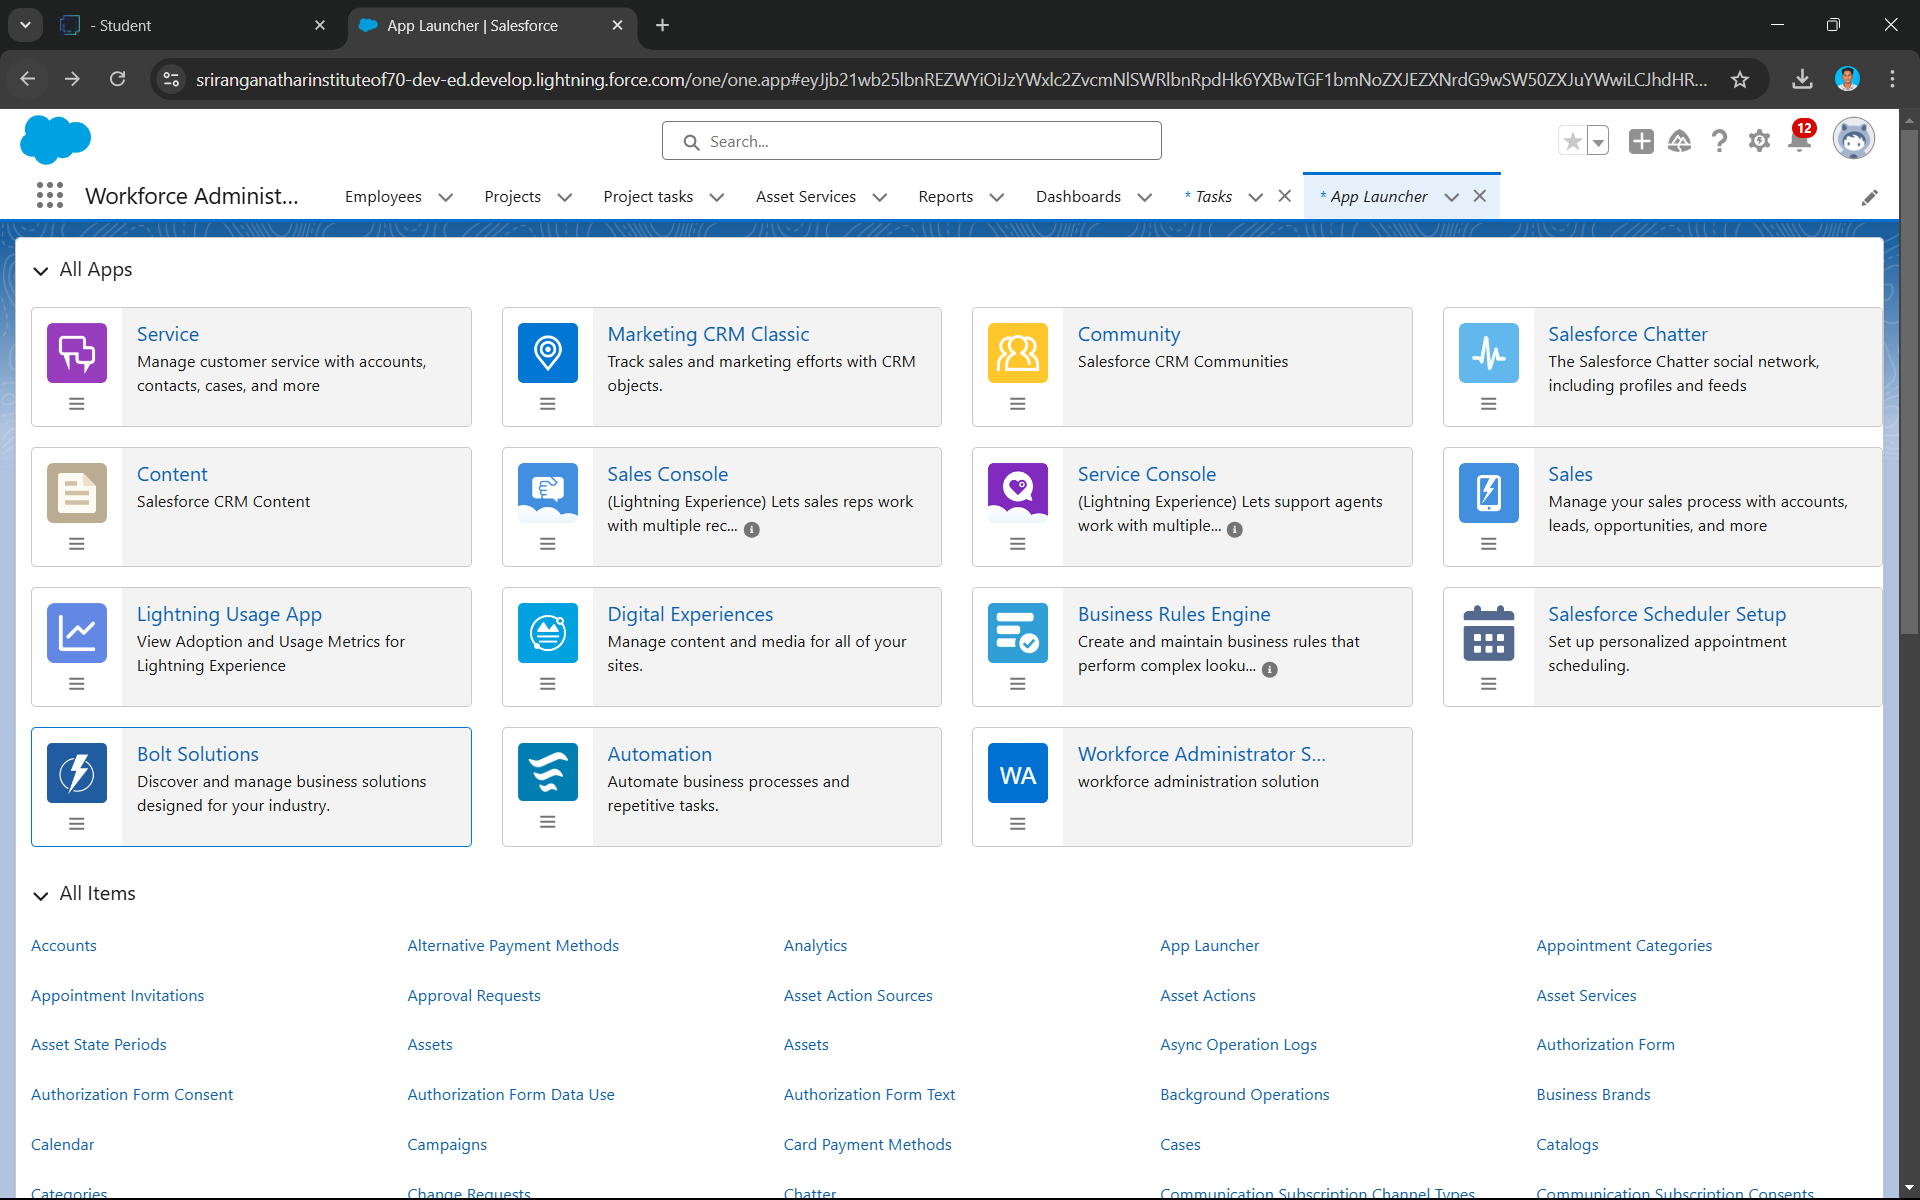 - Student
App Launcher | Salesforce
sriranganatharinstituteof70-dev-ed.develop.lightning.force.com/one/one.app#eyJjb21wb25lbnREZWYiOiJzYWxlc2ZvcmNlSWRlbnRpdHk6YXBwTGF1bmNoZXJEZXNrdG9wSW50ZXJuYWwiLCJhdHR...
Search...
12
Workforce Administ...
Employees
Projects
Project tasks
Asset Services
Reports
Dashboards
* Tasks
* App Launcher
All Apps
Service
Manage customer service with accounts,
contacts, cases, and more
Marketing CRM Classic
Track sales and marketing efforts with CRM
objects.
Community
Salesforce CRM Communities
Salesforce Chatter
The Salesforce Chatter social network,
including profiles and feeds
Content
Salesforce CRM Content
Sales Console
(Lightning Experience) Lets sales reps work
with multiple rec...
Service Console
(Lightning Experience) Lets support agents
work with multiple...
Sales
Manage your sales process with accounts,
leads, opportunities, and more
Lightning Usage App
View Adoption and Usage Metrics for
Lightning Experience
Digital Experiences
Manage content and media for all of your
sites.
Business Rules Engine
Create and maintain business rules that
perform complex looku...
Salesforce Scheduler Setup
Set up personalized appointment
scheduling.
Bolt Solutions
Discover and manage business solutions
designed for your industry.
Automation
Automate business processes and
repetitive tasks.
WA
Workforce Administrator S...
workforce administration solution
All Items
Accounts
Alternative Payment Methods
Analytics
App Launcher
Appointment Categories
Appointment Invitations
Approval Requests
Asset Action Sources
Asset Actions
Asset Services
Asset State Periods
Assets
Assets
Async Operation Logs
Authorization Form
Authorization Form Consent
Authorization Form Data Use
Authorization Form Text
Background Operations
Business Brands
Calendar
Campaigns
Card Payment Methods
Cases
Catalogs
Categories
Change Requests
Chatter
Communication Subscription Channel Types
Communication Subscription Consents